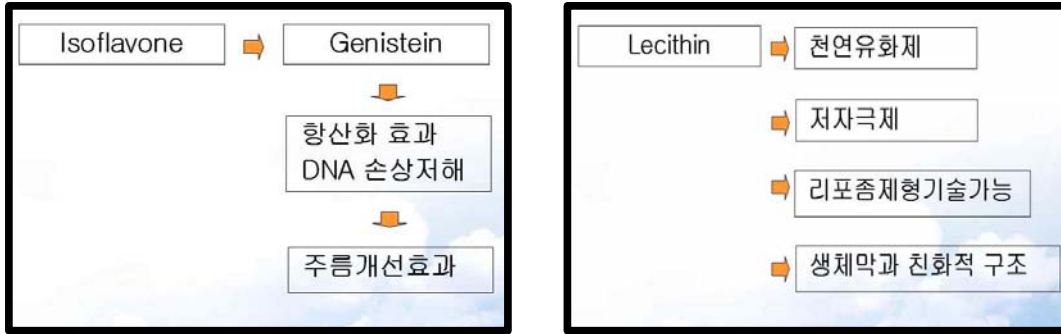 Isoflavone
Genistein
항산화 효과
DNA 손상저해
주름개선효과
Lecithin
천연유화제
저자극제
리포좀제형기술가능
생체막과 친화적 구조